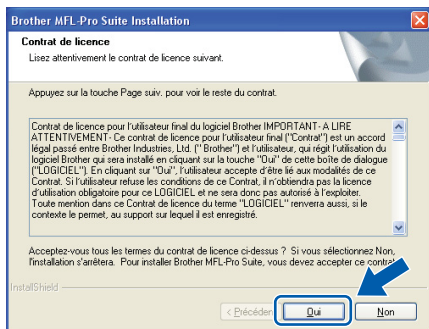 Brother MFL-Pro Suite Installation
Contrat de licence
Lisez attentivement le contrat de licence suivant.
Appuyez sur la touche Page suiv. pour voir le reste du contrat.
Contrat de licence pour l'utilisateur final du logiciel Brother IMPORTANT- A LIRE
ATTENTIVEMENT- Ce contrat de licence pour l'utilisateur final ("Contrat") est un accord
légal passé entre Brother Industries, Ltd. (" Brother") et l'utilisateur, qui régit l'utilisation du
logiciel Brother qui sera installé en cliquant sur la touche "Oui" de cette boîte de dialogue
("LOGICIEL"). En cliquant sur "Oui", l'utilisateur accepte d'être lié aux modalités de ce
Contrat. Si l'utilisateur refuse les conditions de ce Contrat, il n'obtiendra pas la licence
d'utilisation obligatoire pour ce LOGICIEL et ne sera donc pas autorisé à l'exploiter.
Toute mention dans ce Contrat de licence du terme "LOGICIEL" renverra aussi, si le
contexte le permet, au support sur lequel il est enregistré.
Acceptez-vous tous les termes du contrat de licence ci-dessus ? Si vous sélectionnez Non,
l'installation s'arrêtera. Pour installer Brother MFL-Pro Suite, vous devez accepter ce contrat
InstallShield
< Précéden
Oui
Non